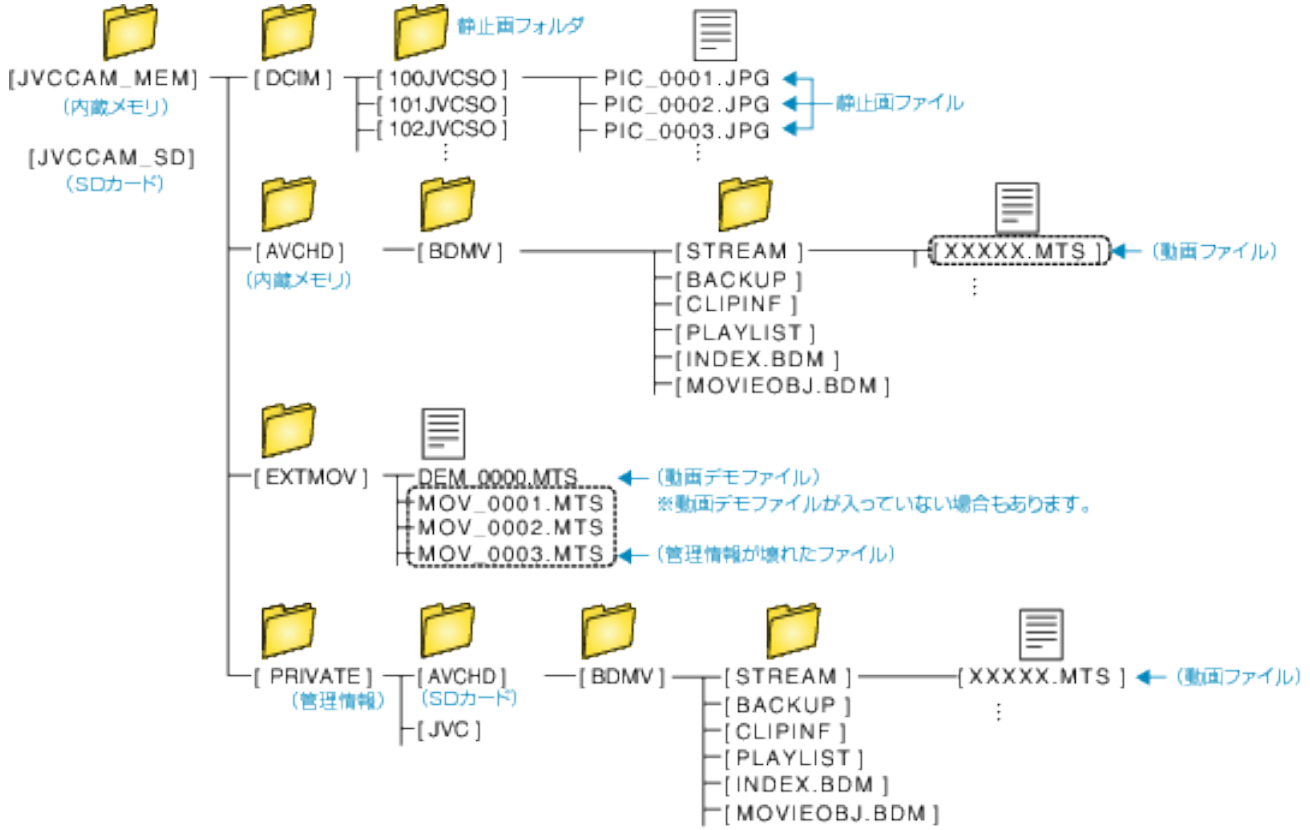 静止画フォルダ
[JVCCAM_MEM]
(内蔵メモリ)
[JVCCAM_SD]
(SDカード)
[DCIM]
[100JVCSO]
[101JVCSO]
[102JVCSO]
⋮
PIC_0001.JPG
PIC_0002.JPG
PIC_0003.JPG
⋮
静止画ファイル
[AVCHD]
(内蔵メモリ)
[BDMV]
[STREAM]
[BACKUP]
[CLIPINF]
[PLAYLIST]
[INDEX.BDM]
[MOVIEOBJ.BDM]
[XXXXX.MTS]
⋮
(動画ファイル)
[EXTMOV]
DEM_0000.MTS
MOV_0001.MTS
MOV_0002.MTS
MOV_0003.MTS
(動画デモファイル)
※動画デモファイルが入っていない場合もあります。
(管理情報が壊れたファイル)
[PRIVATE]
(管理情報)
[AVCHD]
(SDカード)
[JVC]
[BDMV]
[STREAM]
[BACKUP]
[CLIPINF]
[PLAYLIST]
[INDEX.BDM]
[MOVIEOBJ.BDM]
[XXXXX.MTS]
⋮
(動画ファイル)